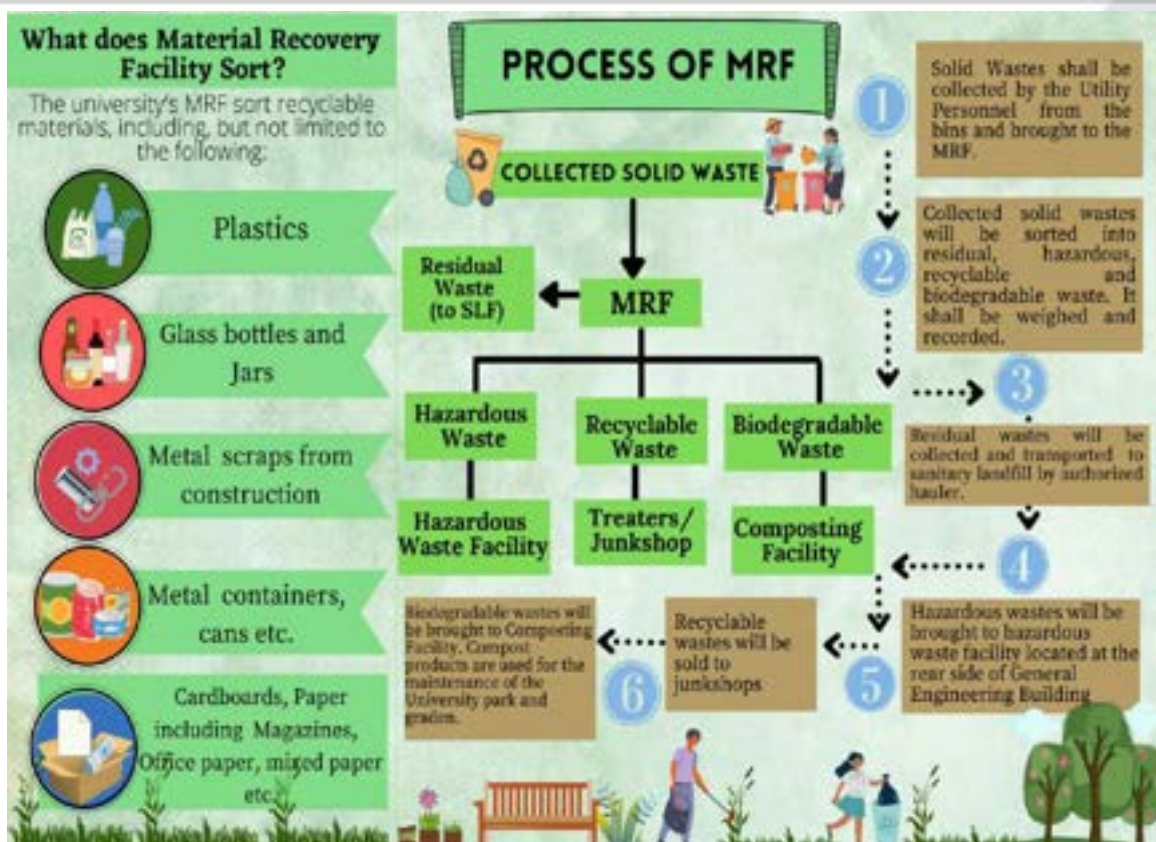 What does Material Recovery
Facility Sort?
The university's MRF sort recyclable
materials, including, but not limited to
the following:
Plastics
Glass bottles and
Jars
Metal scraps from
construction
Metal containers,
cans etc.
Cardboards, Paper
including Magazines,
Office paper, mixed paper
etc.
PROCESS OF MRF
COLLECTED SOLID WASTE
Residual
Waste
(to SLF)
MRF
Hazardous
Waste
Recyclable
Waste
Biodegradable
Waste
Hazardous
Waste Facility
Treaters/
Junkshop
Composting
Facility
1
Solid Wastes shall be
collected by the Utility
Personnel from the
bins and brought to the
MRF.
2
Collected solid wastes
will be sorted into
residual, hazardous,
recyclable and
biodegradable waste. It
shall be weighed and
recorded.
3
Residual wastes will be
collected and transported to
sanitary landfill by authorized
hauler.
4
Hazardous wastes will be
brought to hazardous
waste facility located at the
rear side of General
Engineering Building
5
Recyclable
wastes will be
sold to
junkshops
6
Biodegradable wastes will
be brought to Composting
Facility. Compost
products are used for the
maintenance of the
University park and
graden.